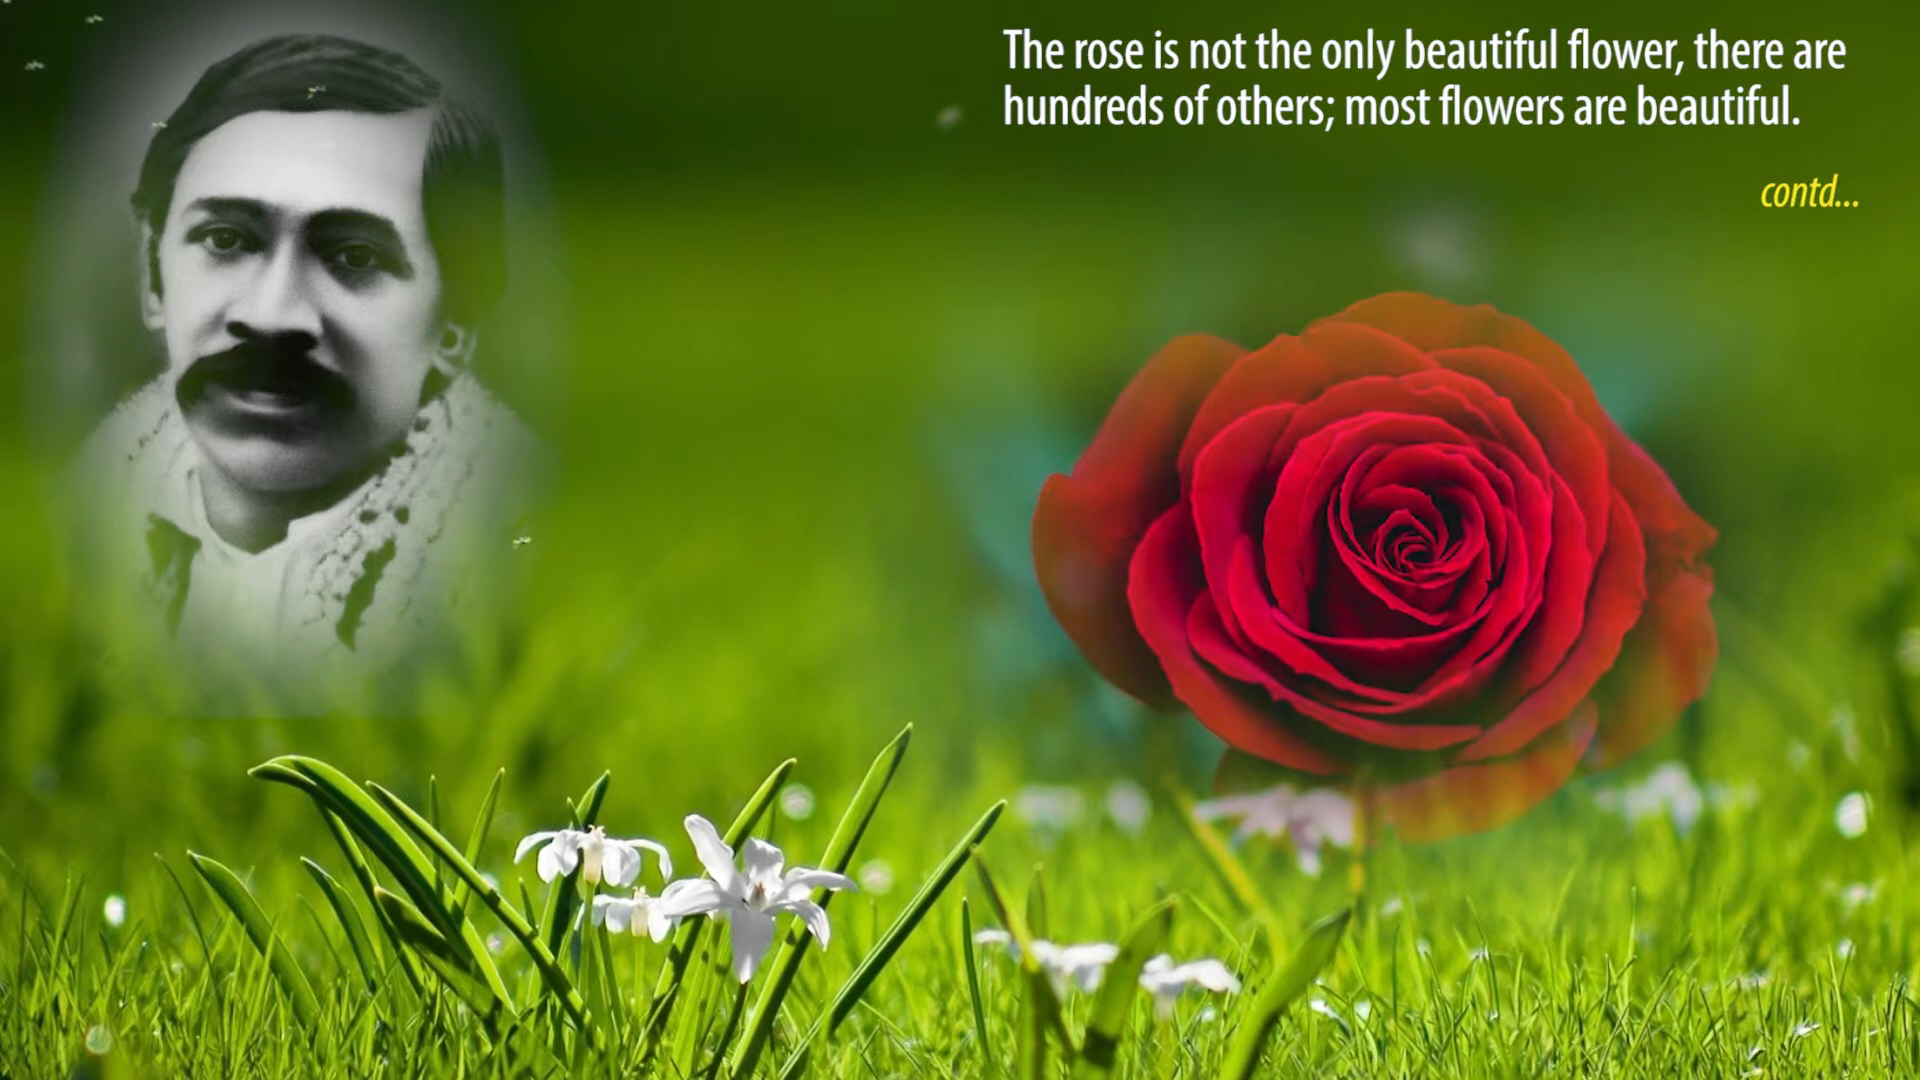 The rose is not the only beautiful flower, there are
hundreds of others; most flowers are beautiful.
contd...